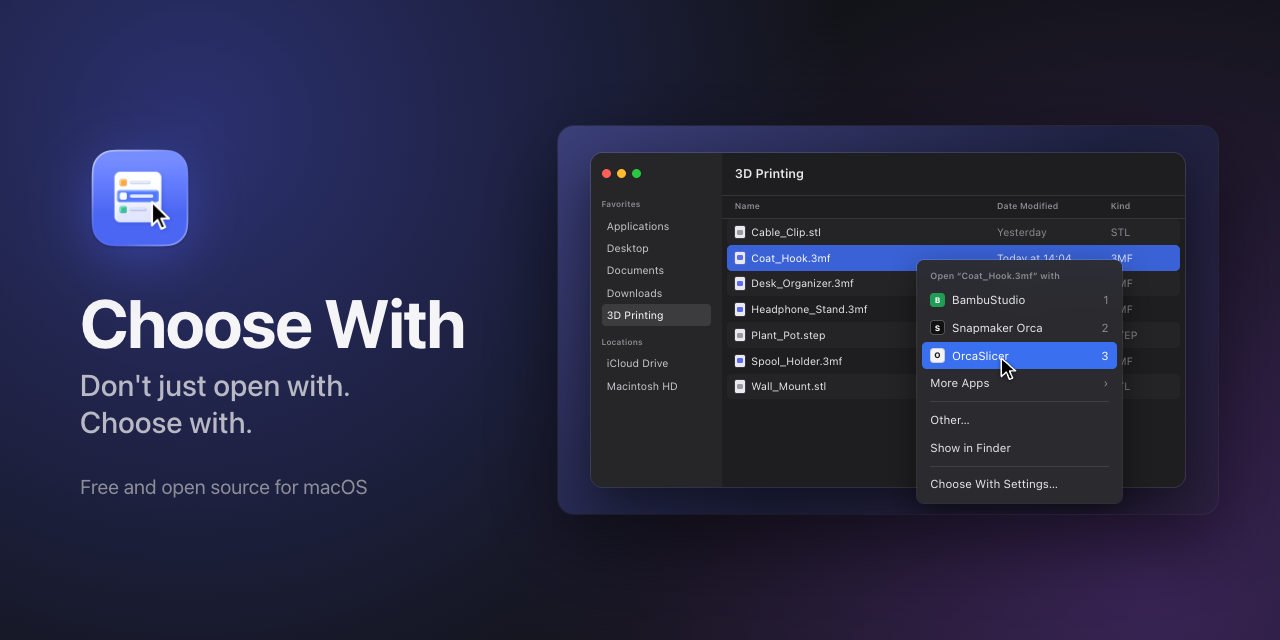 Choose With
Don't just open with.
Choose with.
Free and open source for macOS
3D Printing
Favorites
Applications
Desktop
Documents
Downloads
3D Printing
Locations
iCloud Drive
Macintosh HD
Name Date Modified Kind
Cable_Clip.stl Yesterday STL
Coat_Hook.3mf Today at 14:04 3MF
Desk_Organizer.3mf
Headphone_Stand.3mf
Plant_Pot.step
Spool_Holder.3mf
Wall_Mount.stl
Open "Coat_Hook.3mf" with
B BambuStudio 1
S Snapmaker Orca 2
O OrcaSlicer 3
More Apps ›
Other...
Show in Finder
Choose With Settings...